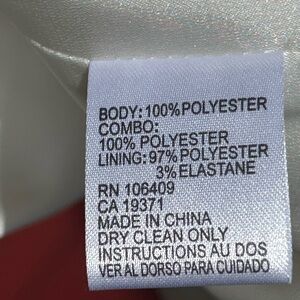 BODY: 100% POLYESTER
COMBO:
100% POLYESTER
LINING: 97% POLYESTER
3% ELASTANE
RN 106409
CA 19371
MADE IN CHINA
DRY CLEAN ONLY
INSTRUCTIONS AU DOS
VER AL DORSO PARA CUIDADO